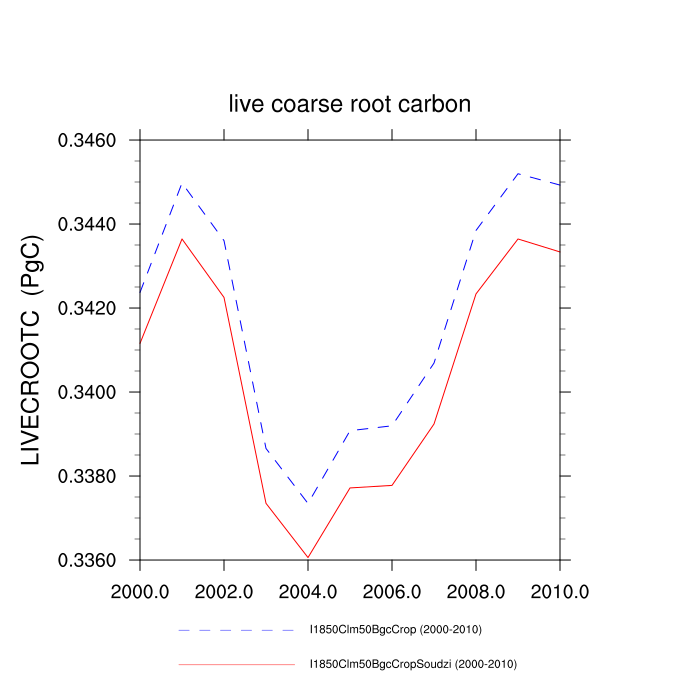 live coarse root carbon
0.3460
0.3440
0.3420
0.3400
0.3380
0.3360
LIVECROOTC (PgC)
2000.0 2002.0 2004.0 2006.0 2008.0 2010.0
I1850Clm50BgcCrop (2000-2010)
I1850Clm50BgcCropSoudzi (2000-2010)